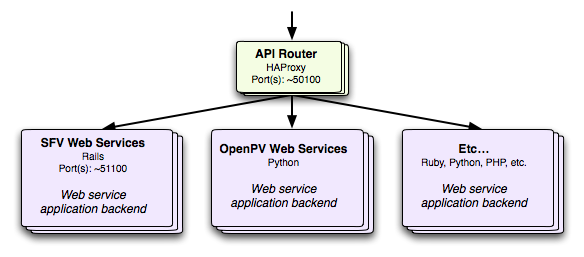 API Router
HAProxy
Port(s): ~50100
SFV Web Services
Rails
Port(s): ~51100
Web service
application backend
OpenPV Web Services
Python
Web service
application backend
Etc...
Ruby, Python, PHP, etc.
Web service
application backend